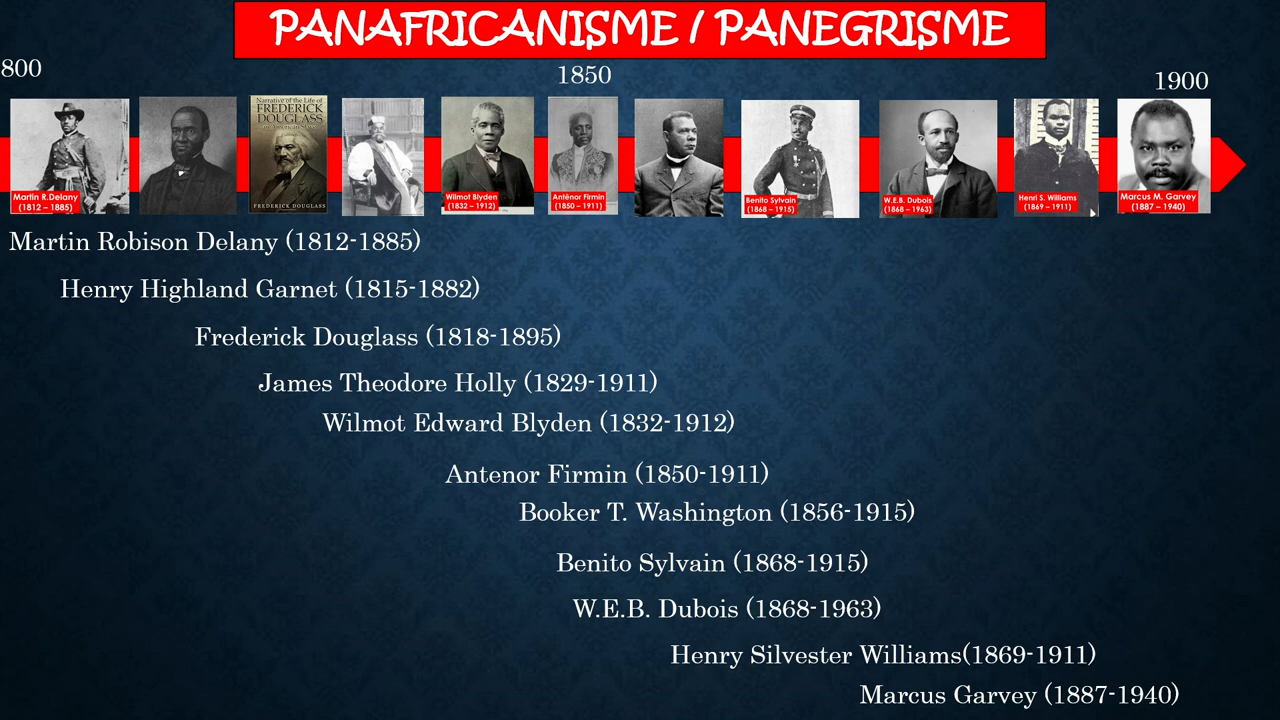 PANAFRICANISME / PANEGRISME
800
1850
1900
Narrative of the Life of
FREDERICK
DOUGLASS
FREDERICK DOUGLASS
Martin R.Delany
(1812 – 1885)
Wilmot Blyden
(1832 – 1912)
Anténor Firmin
(1850 – 1911)
Benito Sylvain
(1868 – 1915)
W.E.B. Dubois
(1868 – 1963)
Henri S. Williams
(1869 – 1911)
Marcus M. Garvey
(1887 – 1940)
Martin Robison Delany (1812-1885)
Henry Highland Garnet (1815-1882)
Frederick Douglass (1818-1895)
James Theodore Holly (1829-1911)
Wilmot Edward Blyden (1832-1912)
Antenor Firmin (1850-1911)
Booker T. Washington (1856-1915)
Benito Sylvain (1868-1915)
W.E.B. Dubois (1868-1963)
Henry Silvester Williams(1869-1911)
Marcus Garvey (1887-1940)